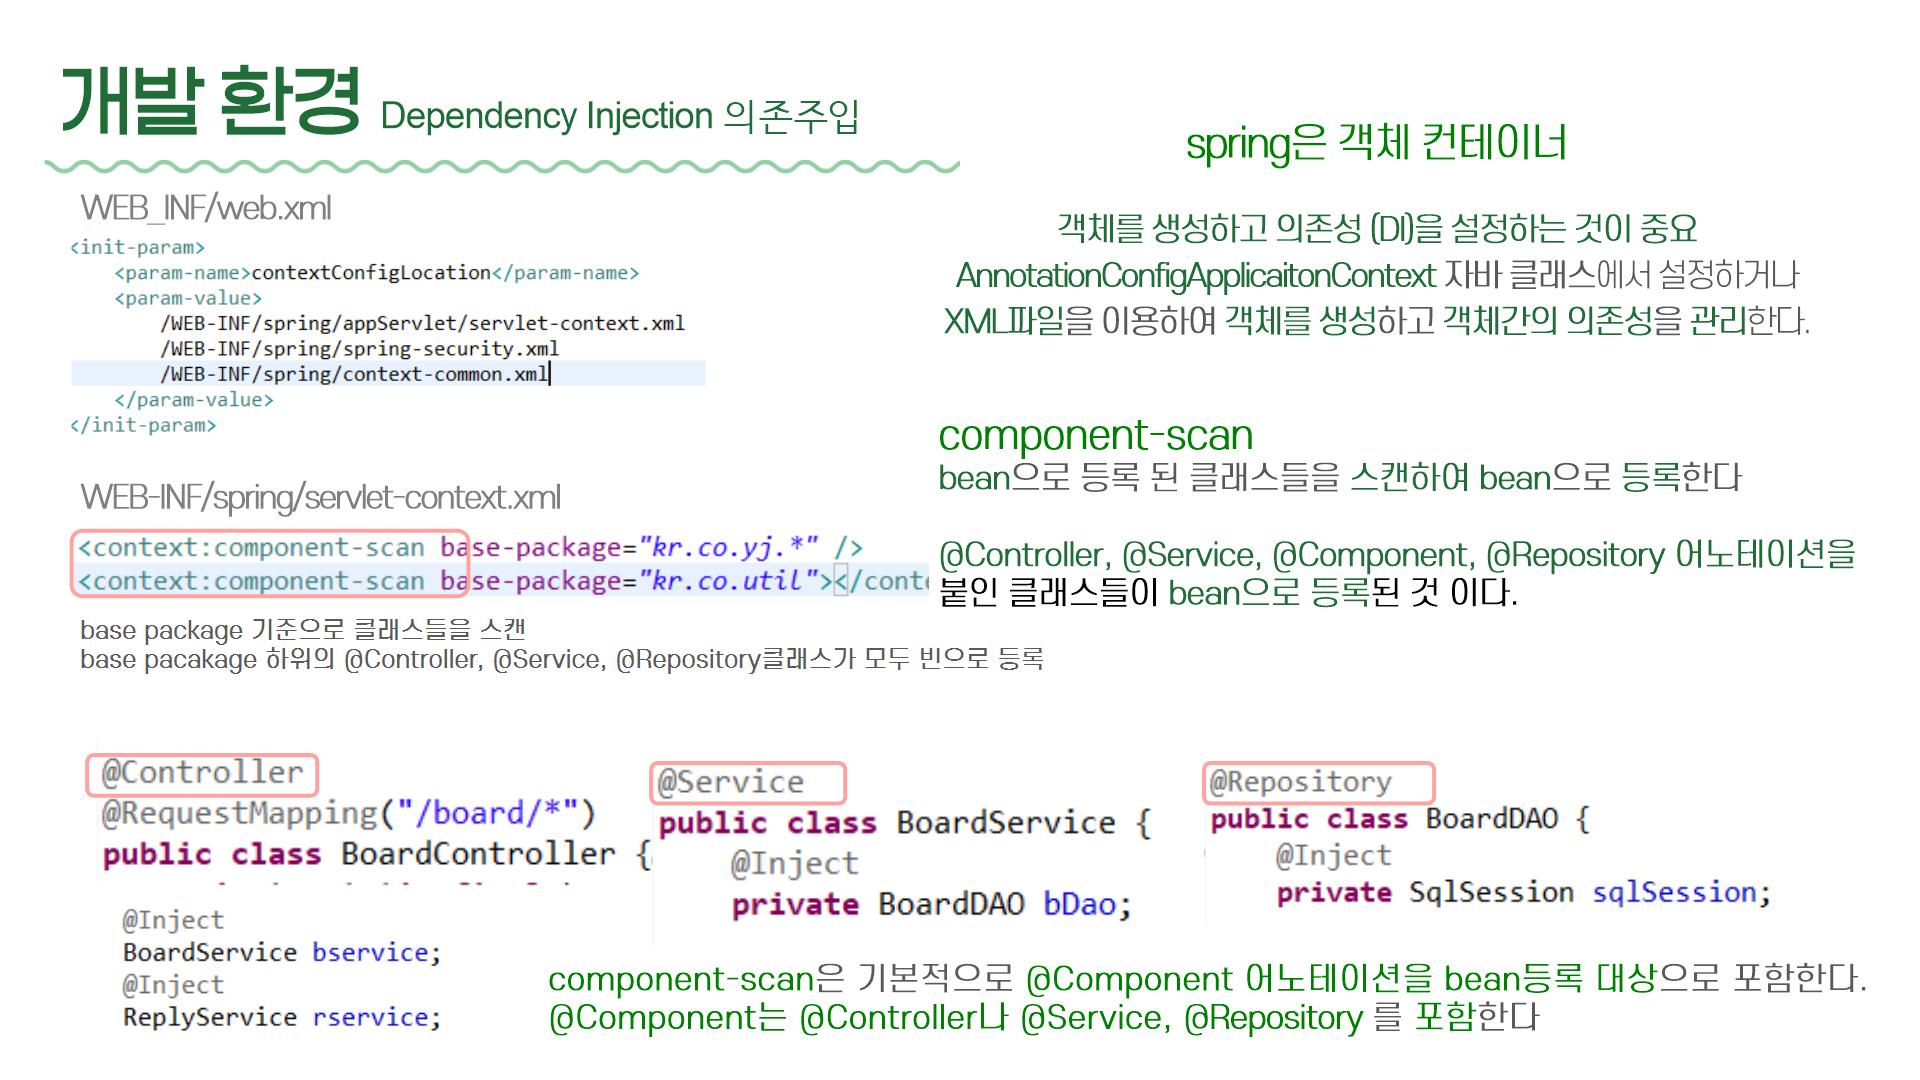 개발 환경 Dependency Injection 의존주입
WEB_INF/web.xml
<init-param>
<param-name>contextConfigLocation</param-name>
<param-value>
/WEB-INF/spring/appServlet/servlet-context.xml
/WEB-INF/spring/spring-security.xml
/WEB-INF/spring/context-common.xml
</param-value>
</init-param>
WEB-INF/spring/servlet-context.xml
<context:component-scan base-package="kr.co.yj.*" />
<context:component-scan base-package="kr.co.util"></conte
base package 기준으로 클래스들을 스캔
base pacakage 하위의 @Controller, @Service, @Repository클래스가 모두 빈으로 등록
spring은 객체 컨테이너
객체를 생성하고 의존성 (DI)을 설정하는 것이 중요
AnnotationConfigApplicaitonContext 자바 클래스에서 설정하거나
XML파일을 이용하여 객체를 생성하고 객체간의 의존성을 관리한다.
component-scan
bean으로 등록 된 클래스들을 스캔하여 bean으로 등록한다
@Controller, @Service, @Component, @Repository 어노테이션을
붙인 클래스들이 bean으로 등록된 것 이다.
@Controller
@RequestMapping("/board/*")
public class BoardController {
@Inject
BoardService bservice;
@Inject
ReplyService rservice;
@Service
public class BoardService {
@Inject
private BoardDAO bDao;
@Repository
public class BoardDAO {
@Inject
private SqlSession sqlSession;
component-scan은 기본적으로 @Component 어노테이션을 bean등록 대상으로 포함한다.
@Component는 @Controller나 @Service, @Repository 를 포함한다